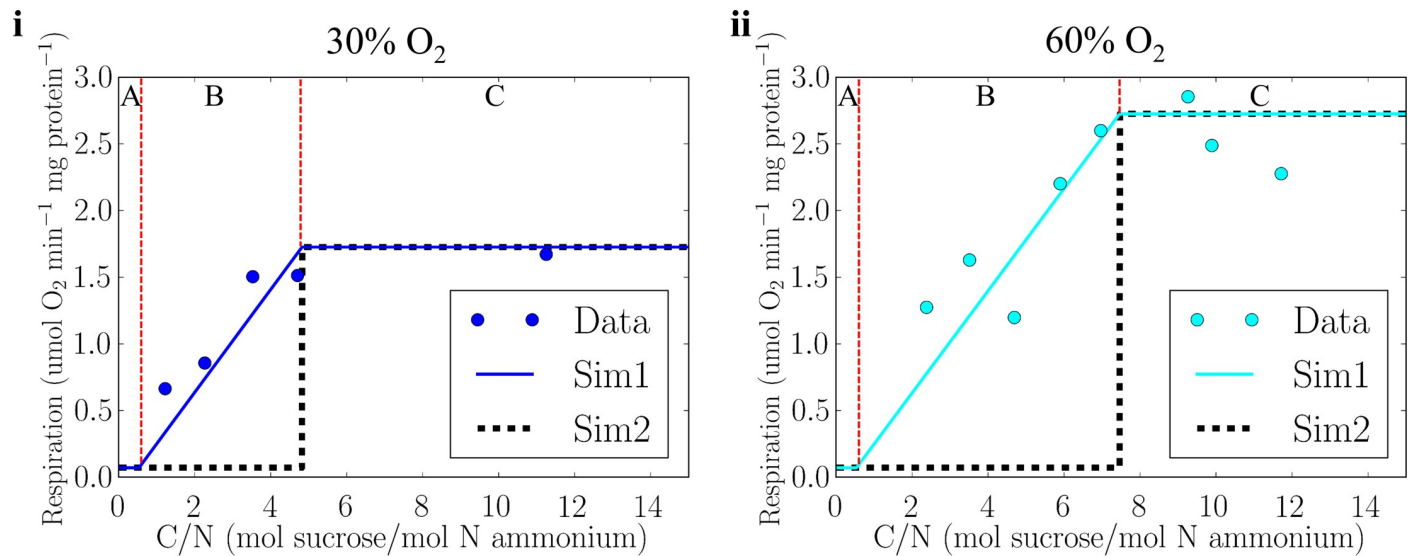 i
30% O₂
Respiration (umol O₂ min⁻¹ mg protein⁻¹)
3.0
2.5
2.0
1.5
1.0
0.5
0.0
A
B
C
Data
Sim1
Sim2
0 2 4 6 8 10 12 14
C/N (mol sucrose/mol N ammonium)
ii
60% O₂
Respiration (umol O₂ min⁻¹ mg protein⁻¹)
3.0
2.5
2.0
1.5
1.0
0.5
0.0
A
B
C
Data
Sim1
Sim2
0 2 4 6 8 10 12 14
C/N (mol sucrose/mol N ammonium)